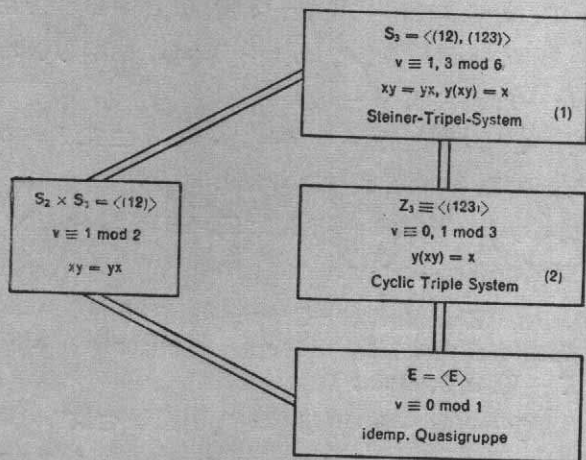 S₃ = ⟨(12), (123)⟩
v ≡ 1, 3 mod 6
xy = yx, y(xy) = x
Steiner-Tripel-System (1)
S₂ × S₃ = ⟨(12)⟩
v ≡ 1 mod 2
xy = yx
Z₃ ≡ ⟨(123)⟩
v ≡ 0, 1 mod 3
y(xy) = x
Cyclic Triple System (2)
E = ⟨E⟩
v ≡ 0 mod 1
idemp. Quasigruppe